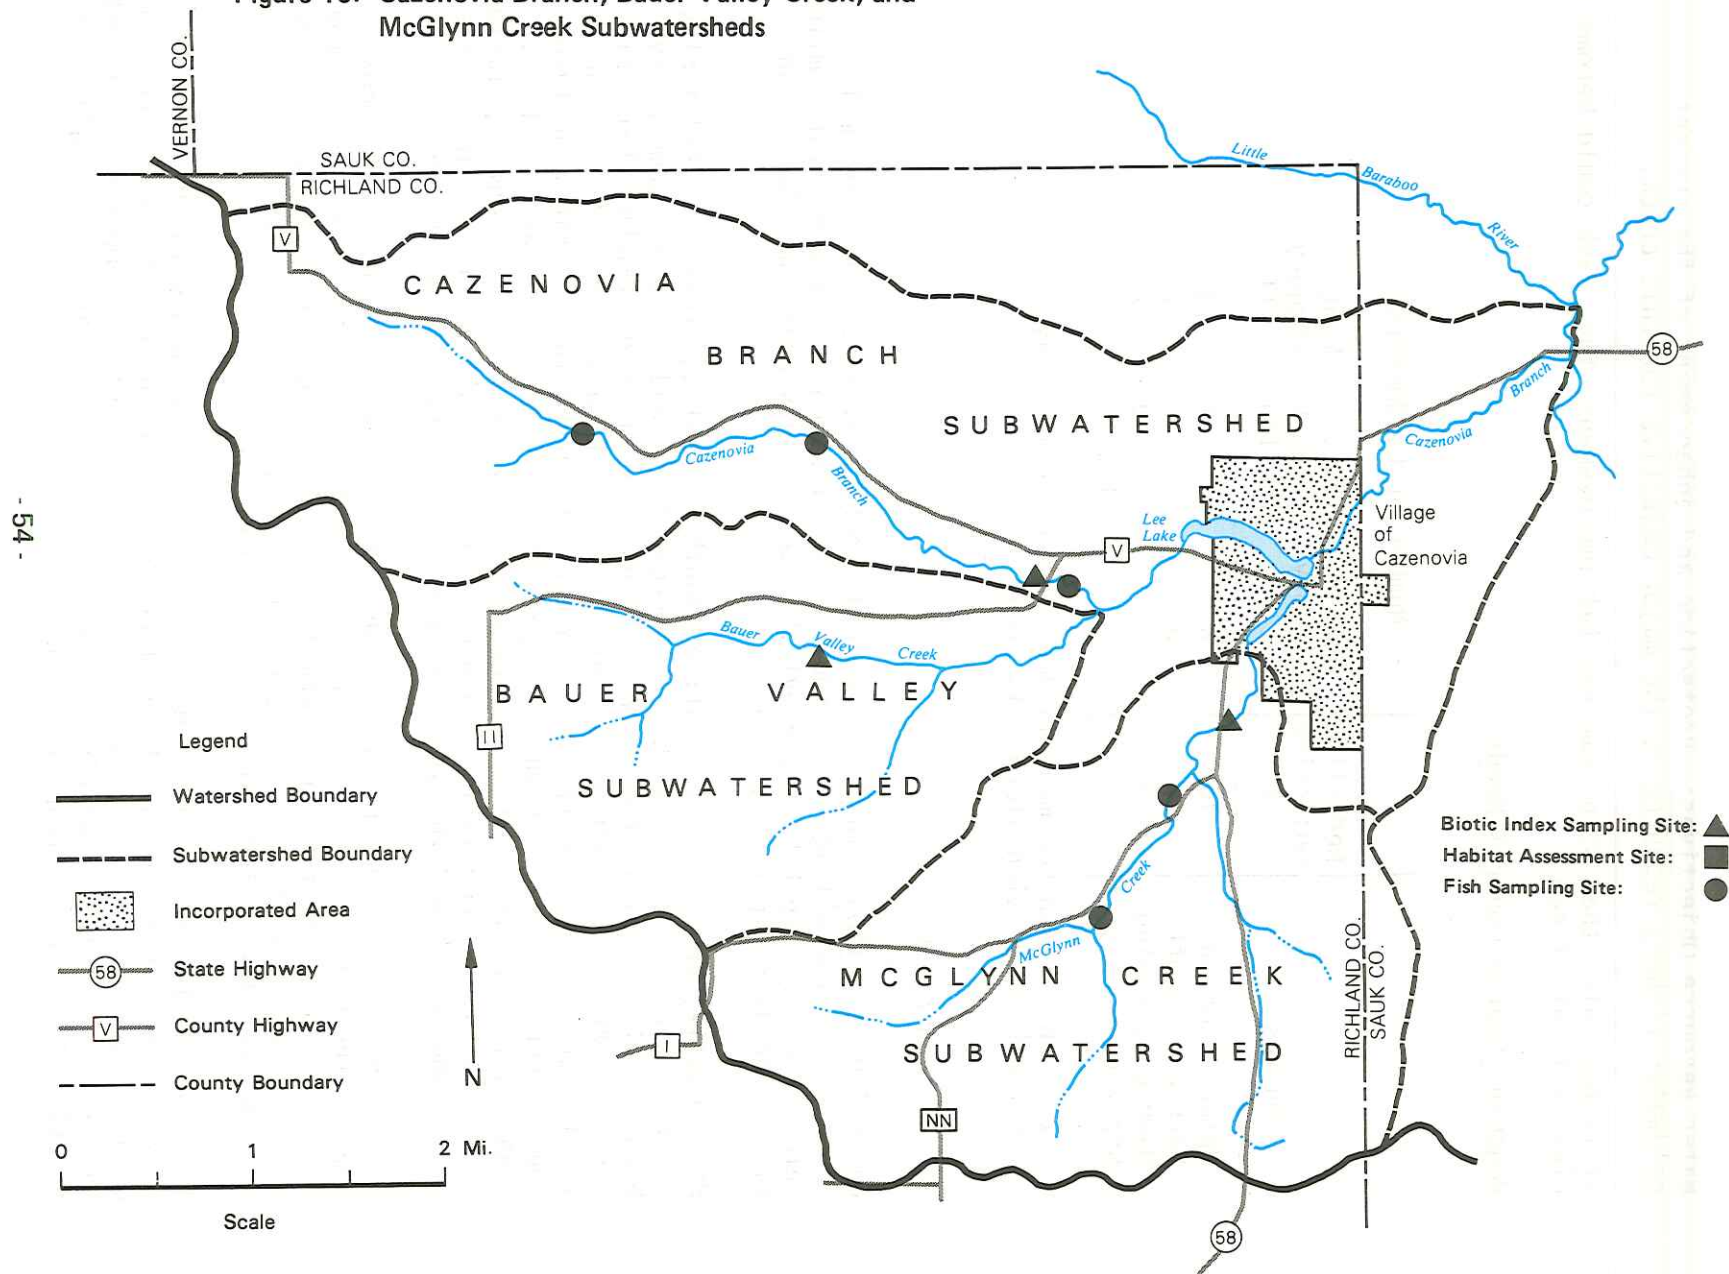 McGlynn Creek Subwatersheds
VERNON CO.
SAUK CO.
RICHLAND CO.
V
Little
Baraboo
River
CAZENOVIA
BRANCH
SUBWATERSHED
58
Branch
Cazenovia
Cazenovia
Branch
Lee
Lake
V
Village
of
Cazenovia
- 54 -
Bauer
Valley
Creek
BAUER VALLEY
SUBWATERSHED
II
Legend
Watershed Boundary
Subwatershed Boundary
Incorporated Area
58 State Highway
V County Highway
County Boundary
N
0 1 2 Mi.
Scale
Biotic Index Sampling Site:
Habitat Assessment Site:
Fish Sampling Site:
Creek
McGlynn
MCGLYNN CREEK
SUBWATERSHED
RICHLAND CO.
SAUK CO.
I
NN
58